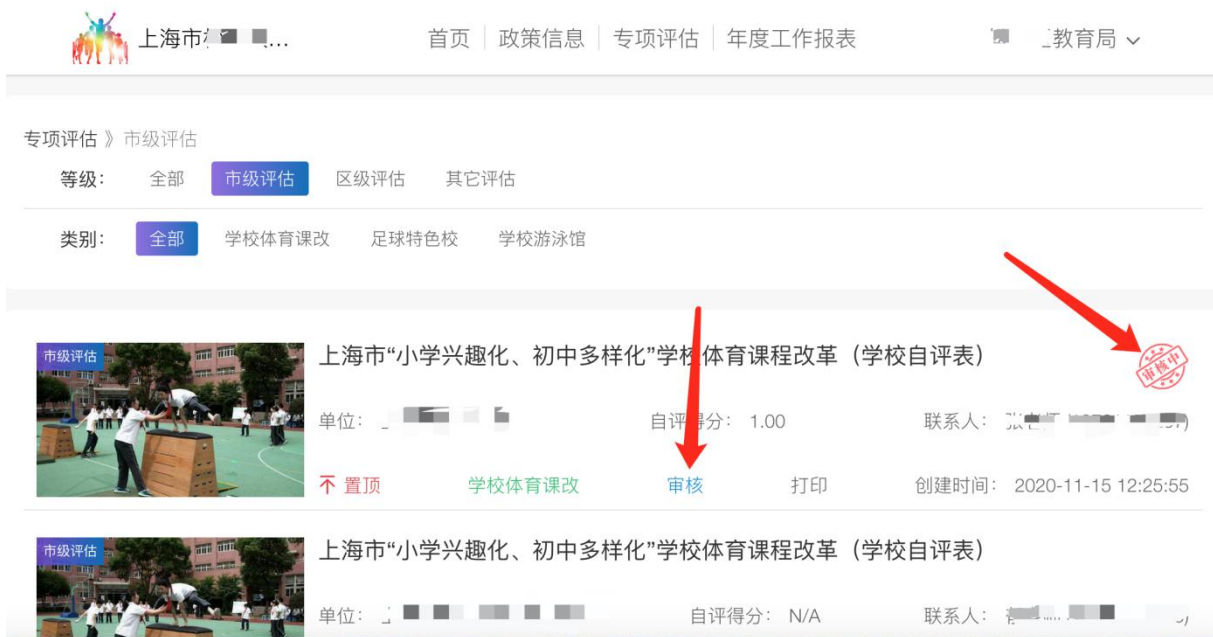 上海市 ...
首页 政策信息 专项评估 年度工作报表
教育局
专项评估 》市级评估
等级： 全部 市级评估 区级评估 其它评估
类别： 全部 学校体育课改 足球特色校 学校游泳馆
市级评估
上海市“小学兴趣化、初中多样化”学校体育课程改革（学校自评表）
审核中
单位： 自评得分： 1.00 联系人：
置顶 学校体育课改 审核 打印 创建时间： 2020-11-15 12:25:55
市级评估
上海市“小学兴趣化、初中多样化”学校体育课程改革（学校自评表）
单位： 自评得分： N/A 联系人：